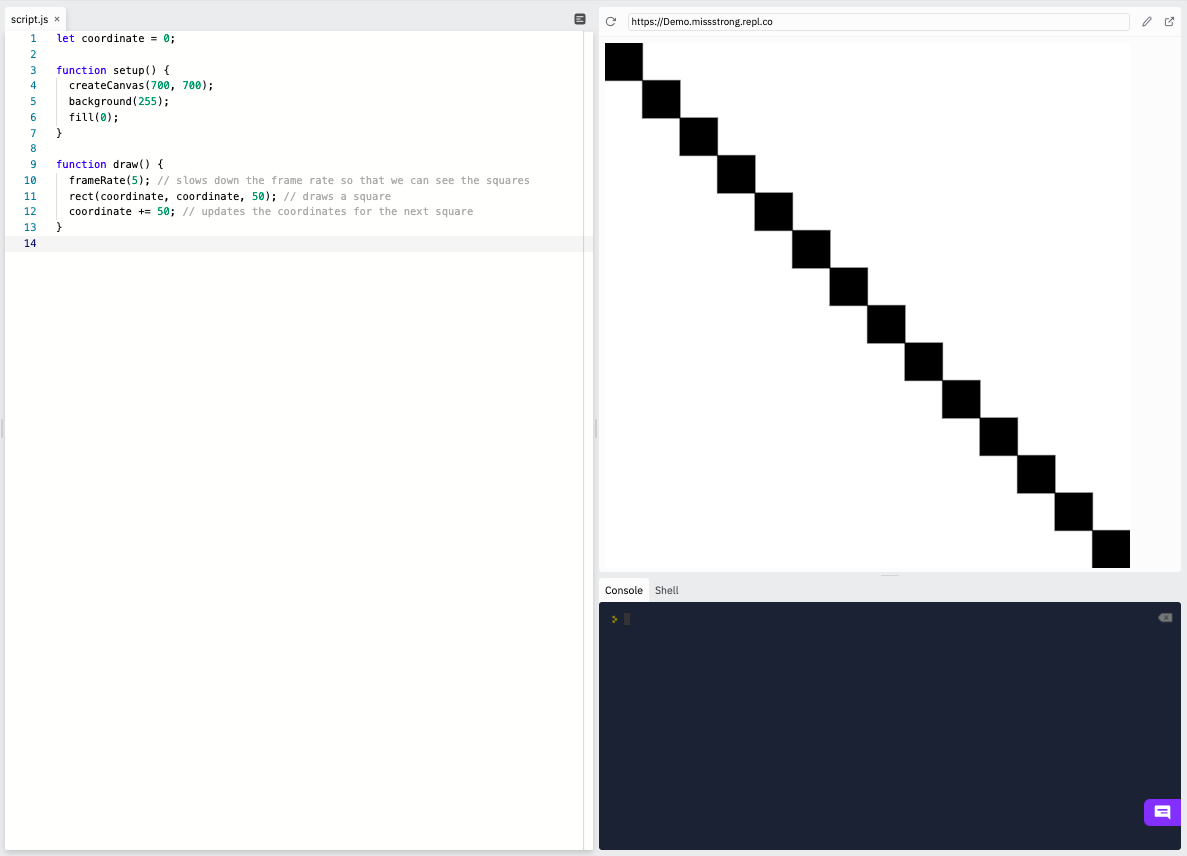 script.js ×
1 let coordinate = 0;
2
3 function setup() {
4 createCanvas(700, 700);
5 background(255);
6 fill(0);
7 }
8
9 function draw() {
10 frameRate(5); // slows down the frame rate so that we can see the squares
11 rect(coordinate, coordinate, 50); // draws a square
12 coordinate += 50; // updates the coordinates for the next square
13 }
14
https://Demo.missstrong.repl.co
Console Shell